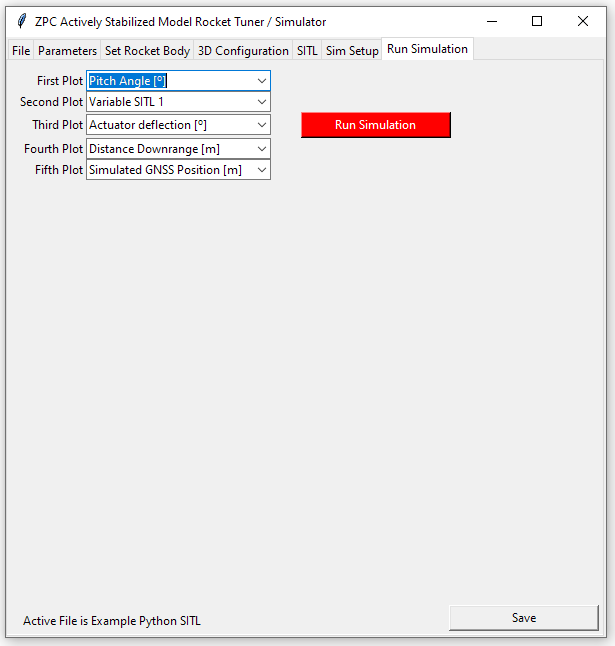 ZPC Actively Stabilized Model Rocket Tuner / Simulator
File Parameters Set Rocket Body 3D Configuration SITL Sim Setup Run Simulation
First Plot Pitch Angle [º]
Second Plot Variable SITL 1
Third Plot Actuator deflection [º] Run Simulation
Fourth Plot Distance Downrange [m]
Fifth Plot Simulated GNSS Position [m]
Active File is Example Python SITL Save